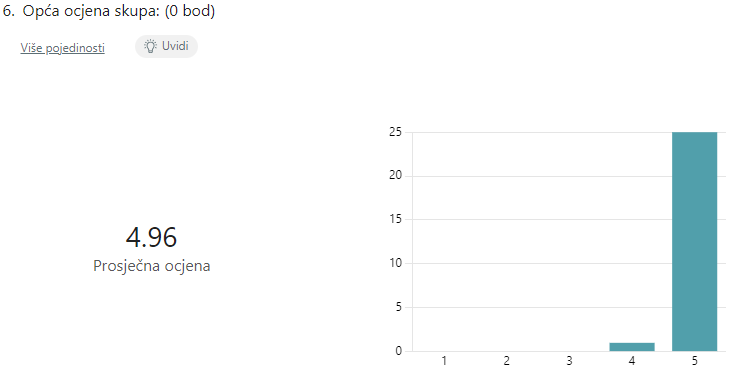 6. Opća ocjena skupa: (0 bod)
Više pojedinosti
Uvidi
4.96
Prosječna ocjena
25
20
15
10
5
0
1 2 3 4 5